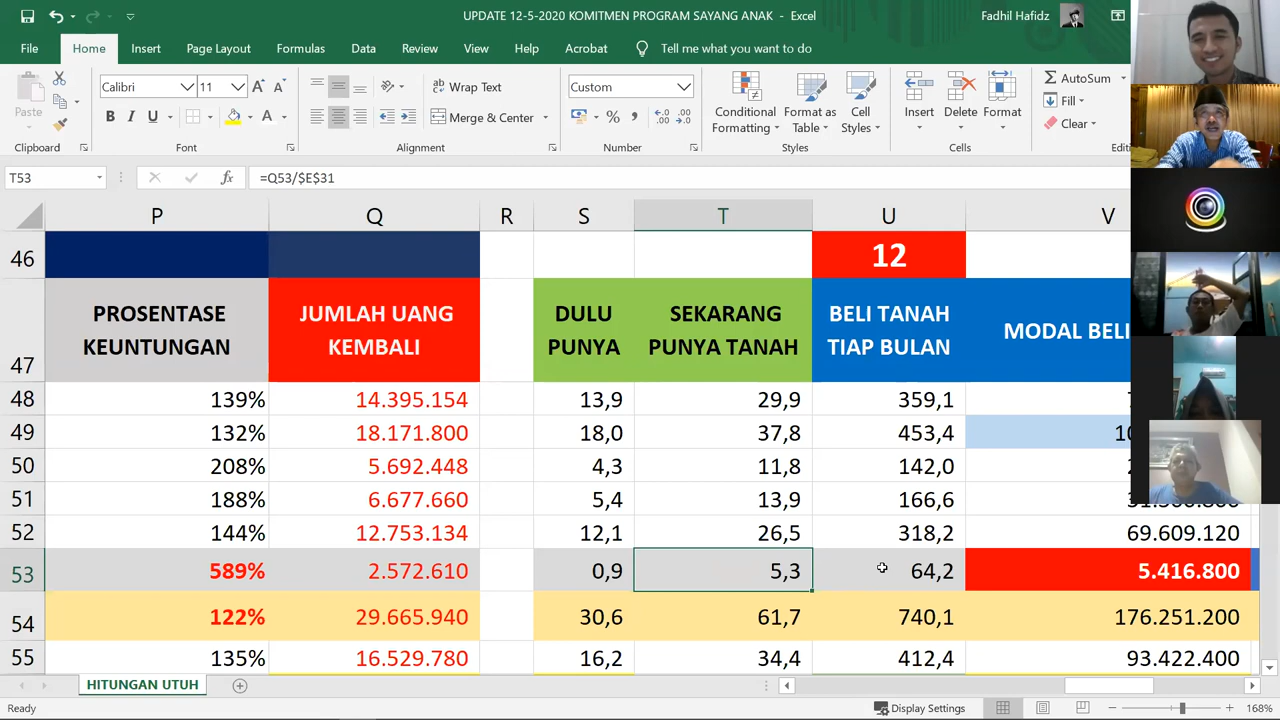 UPDATE 12-5-2020 KOMITMEN PROGRAM SAYANG ANAK - Excel
Fadhil Hafidz
File Home Insert Page Layout Formulas Data Review View Help Acrobat Tell me what you want to do
Paste
Calibri 11
B I U
Wrap Text
Merge & Center
Custom
% ,
Conditional Formatting
Format as Table
Cell Styles
Insert
Delete
Format
AutoSum
Fill
Clear
Clipboard Font Alignment Number Styles Cells
T53 fx =Q53/$E$31
P Q R S T U V
46 12
47 PROSENTASE KEUNTUNGAN JUMLAH UANG KEMBALI DULU PUNYA SEKARANG PUNYA TANAH BELI TANAH TIAP BULAN MODAL BELI
48 139% 14.395.154 13,9 29,9 359,1
49 132% 18.171.800 18,0 37,8 453,4
50 208% 5.692.448 4,3 11,8 142,0
51 188% 6.677.660 5,4 13,9 166,6
52 144% 12.753.134 12,1 26,5 318,2 69.609.120
53 589% 2.572.610 0,9 5,3 64,2 5.416.800
54 122% 29.665.940 30,6 61,7 740,1 176.251.200
55 135% 16.529.780 16,2 34,4 412,4 93.422.400
HITUNGAN UTUH
Ready Display Settings 168%